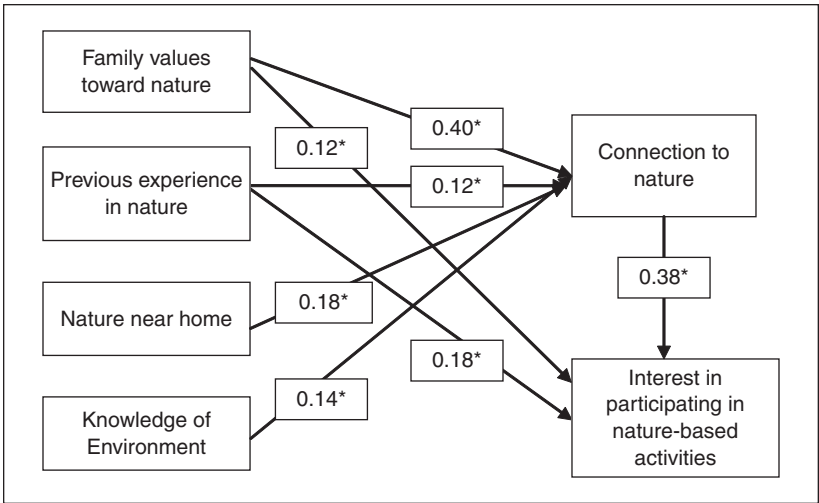 Family values
toward nature
0.40*
0.12*
Connection to
nature
Previous experience
in nature
0.12*
0.38*
Nature near home
0.18*
0.18*
Interest in
participating in
nature-based
activities
0.14*
Knowledge of
Environment